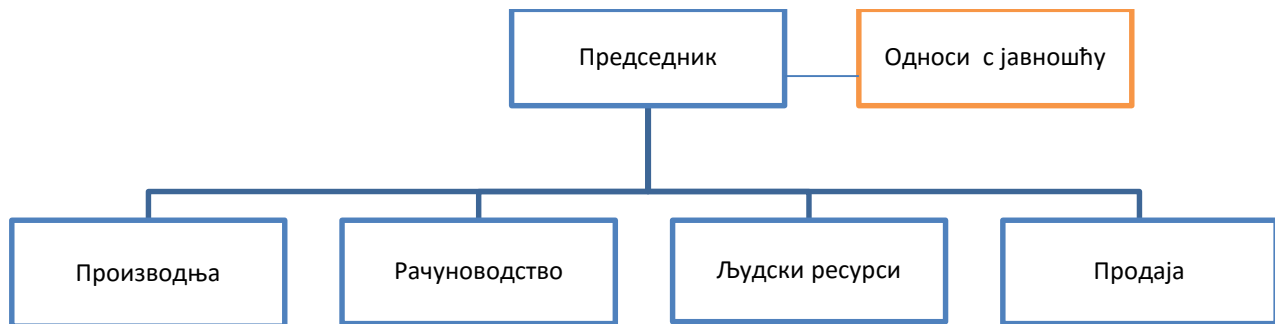 Председник
Односи с јавношћу
Производња
Рачуноводство
Људски ресурси
Продаја